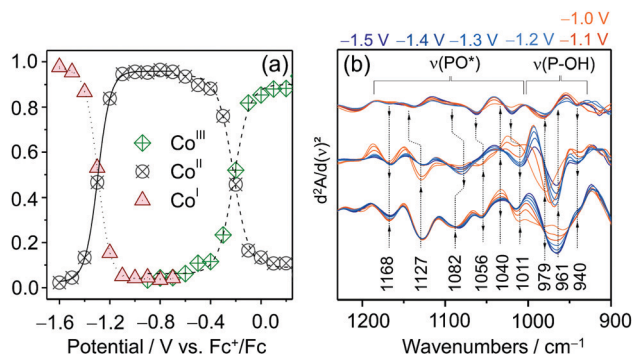 −1.0 V
−1.5 V −1.4 V −1.3 V −1.2 V −1.1 V
(a)
1.0
0.8
0.6
0.4
0.2
0.0
Co^III
Co^II
Co^I
−1.6 −1.2 −0.8 −0.4 0.0
Potential / V vs. Fc⁺/Fc
(b)
ν(PO*)
ν(P-OH)
d²A/d(ν)²
1168
1127
1082
1056
1040
1011
979
961
940
1200 1100 1000 900
Wavenumbers / cm⁻¹